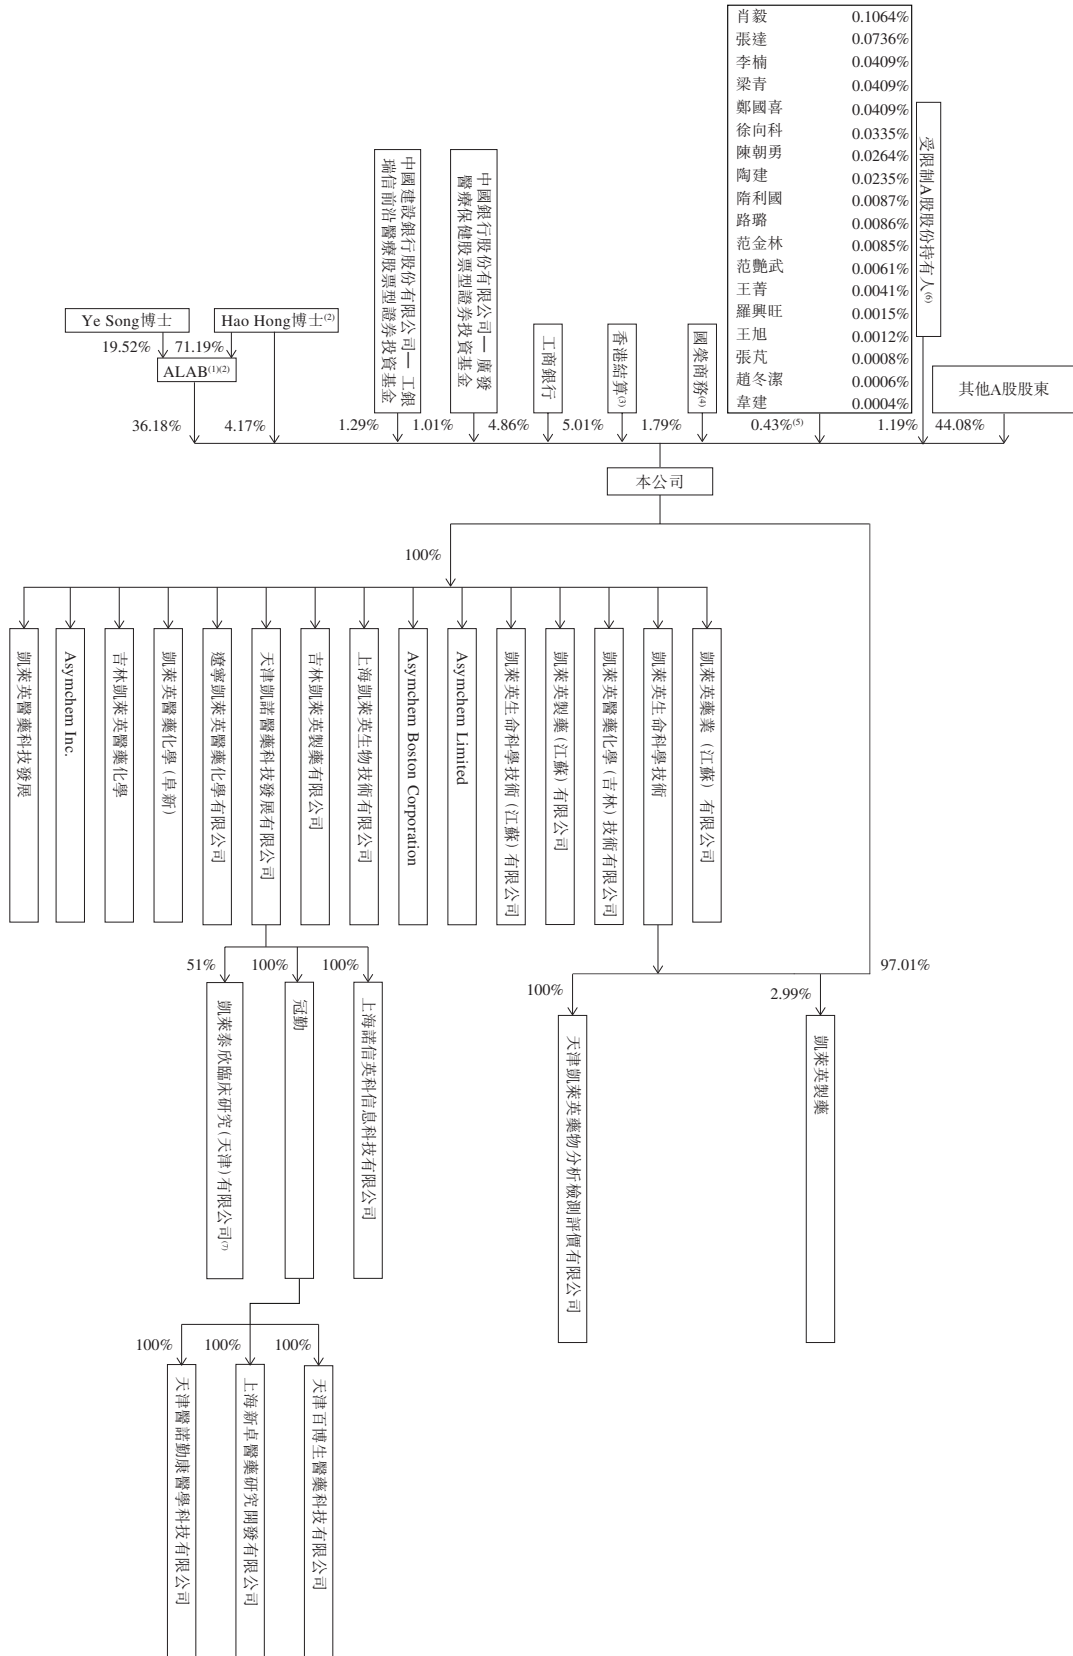 肖毅 0.1064%
張達 0.0736%
李楠 0.0409%
梁青 0.0409%
鄭國喜 0.0409%
徐向科 0.0335%
陳朝勇 0.0264%
陶建 0.0235%
隋利國 0.0087%
路璐 0.0086%
范金林 0.0085%
范艷武 0.0061%
王菁 0.0041%
羅興旺 0.0015%
王旭 0.0012%
張芃 0.0008%
趙冬潔 0.0006%
韋建 0.0004%
Ye Song博士
Hao Hong博士(2)
19.52%
71.19%
ALAB(1)(2)
中國建設銀行股份有限公司—工銀
瑞信前沿醫療股票型證券投資基金
中國銀行股份有限公司—廣發
醫療保健股票型證券投資基金
工商銀行
香港結算(3)
國榮商務(4)
受限制A股股份持有人(6)
其他A股股東
36.18%
4.17%
1.29%
1.01%
4.86%
5.01%
1.79%
0.43%(5)
1.19%
44.08%
本公司
100%
凱萊英醫藥科技發展
Asymchem Inc.
吉林凱萊英醫藥化學
凱萊英醫藥化學(阜新)
遼寧凱萊英醫藥化學有限公司
天津凱諾醫藥科技發展有限公司
吉林凱萊英製藥有限公司
上海凱萊英生物技術有限公司
Asymchem Boston Corporation
Asymchem Limited
凱萊英生命科學技術(江蘇)有限公司
凱萊英製藥(江蘇)有限公司
凱萊英醫藥化學(吉林)技術有限公司
凱萊英生命科學技術
凱萊英藥業(江蘇)有限公司
51%
100%
100%
97.01%
100%
2.99%
凱萊泰欣臨床研究(天津)有限公司(7)
冠勤
上海諾信英科信息科技有限公司
天津凱萊英藥物分析檢測評價有限公司
凱萊英製藥
100%
100%
100%
天津醫諾勤康醫學科技有限公司
上海新卓醫藥研究開發有限公司
天津百博生醫藥科技有限公司